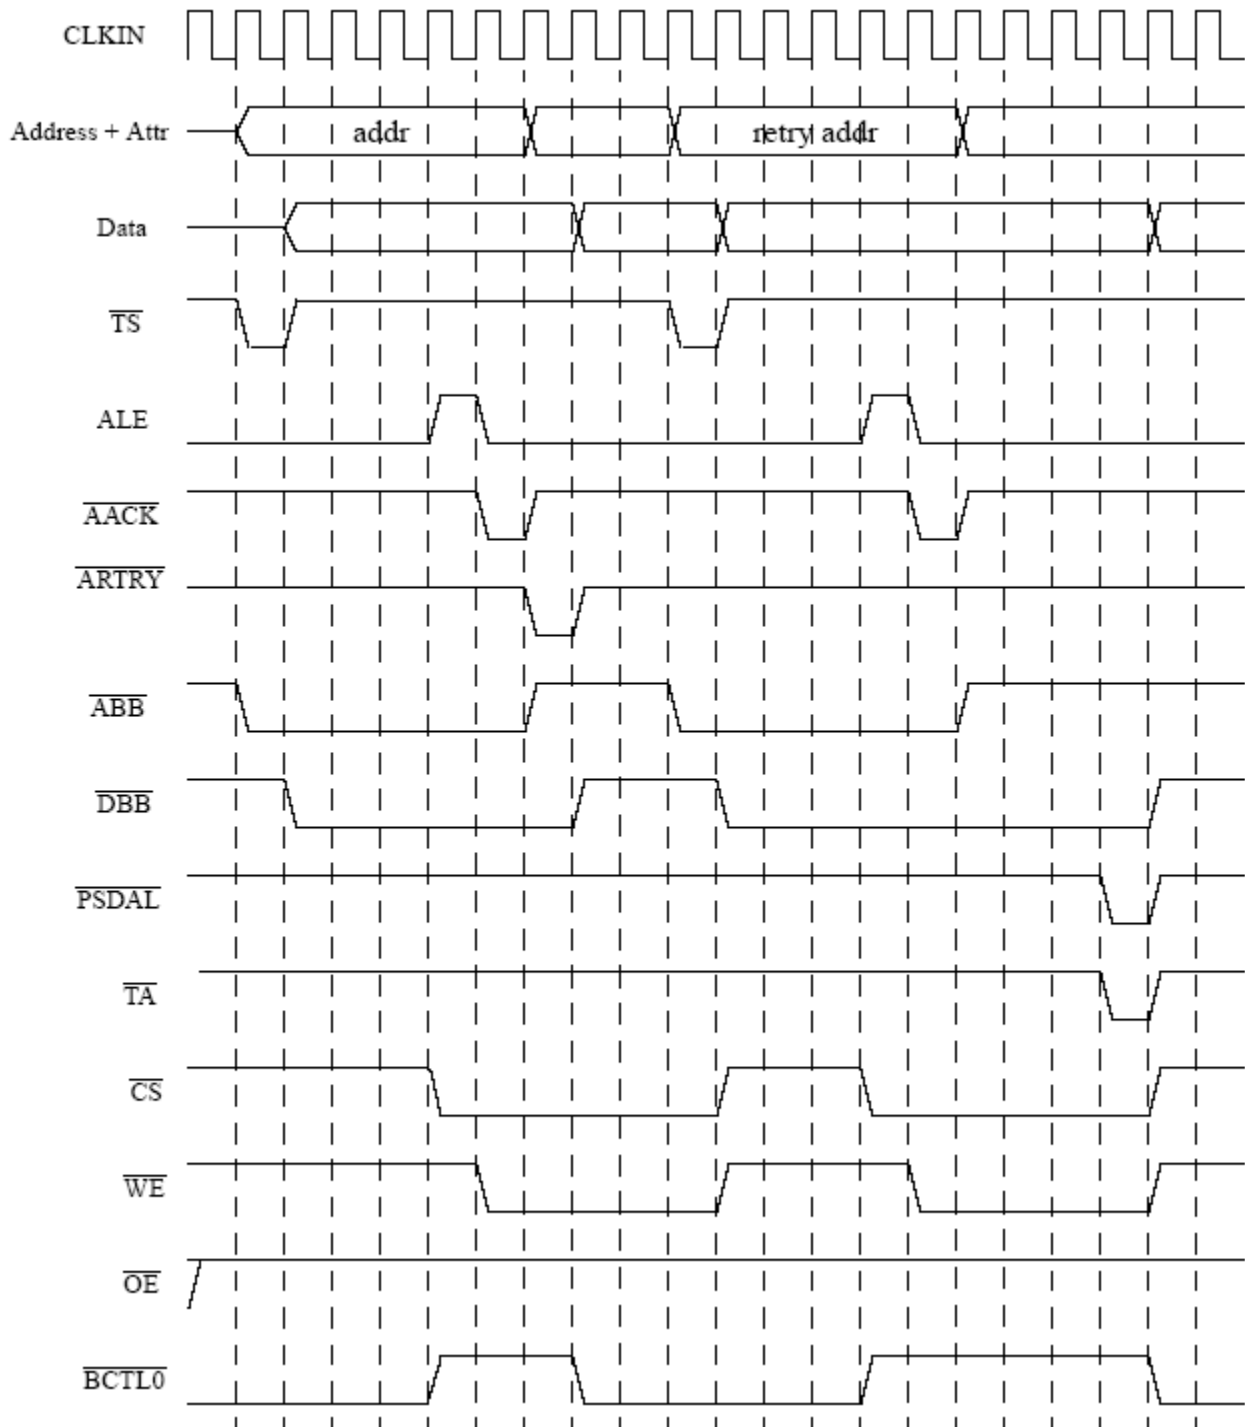 CLKIN
Address + Attr addr retry addr
Data
TS
ALE
AACK
ARTRY
ABB
DBB
PSDAL
TA
CS
WE
OE
BCTL0